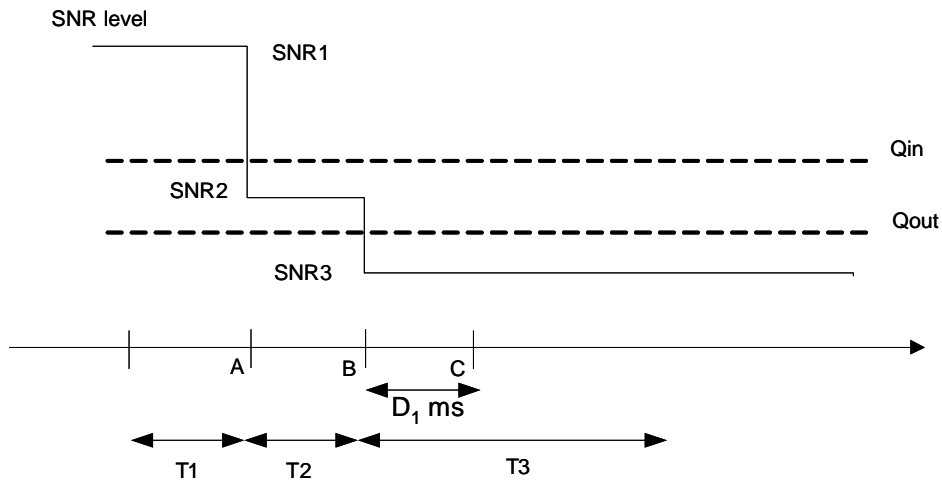 SNR level
SNR1
Qin
SNR2
Qout
SNR3
A
B
C
D₁ ms
T1
T2
T3